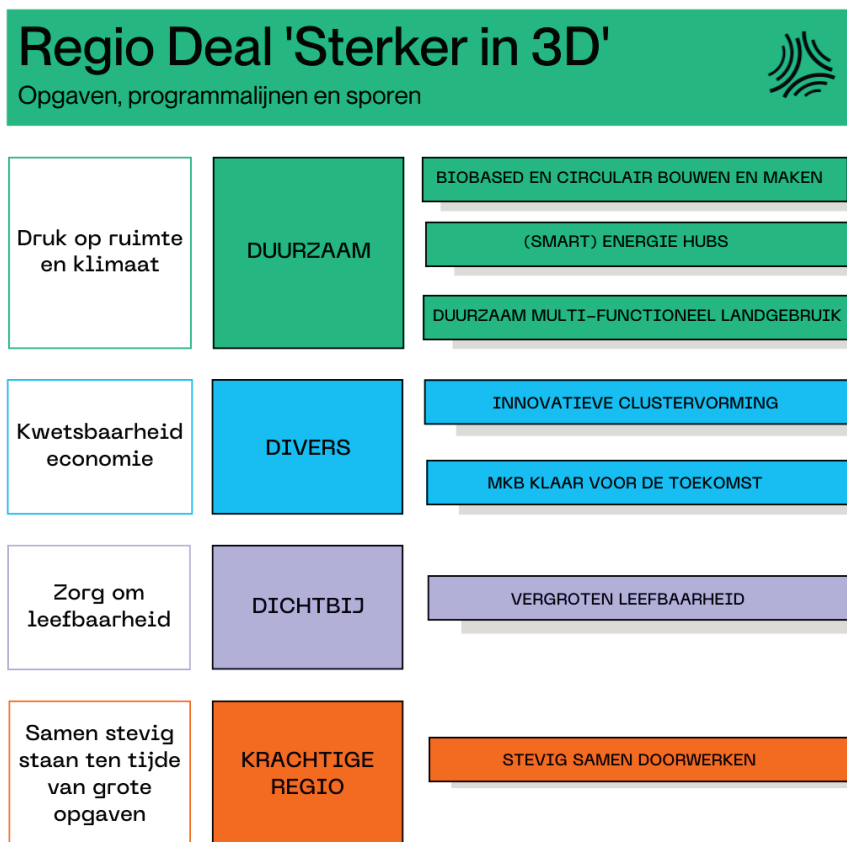 Regio Deal 'Sterker in 3D'
Opgaven, programmalijnen en sporen
Druk op ruimte
en klimaat
DUURZAAM
BIOBASED EN CIRCULAIR BOUWEN EN MAKEN
(SMART) ENERGIE HUBS
DUURZAAM MULTI-FUNCTIONEEL LANDGEBRUIK
Kwetsbaarheid
economie
DIVERS
INNOVATIEVE CLUSTERVORMING
MKB KLAAR VOOR DE TOEKOMST
Zorg om
leefbaarheid
DICHTBIJ
VERGROTEN LEEFBAARHEID
Samen stevig
staan ten tijde
van grote
opgaven
KRACHTIGE
REGIO
STEVIG SAMEN DOORWERKEN